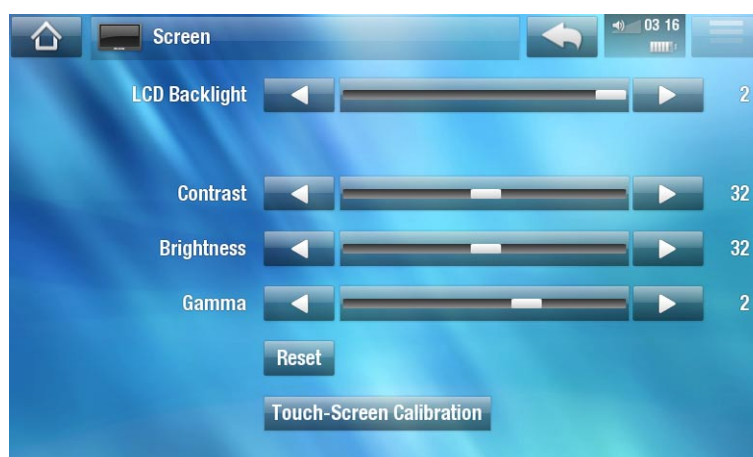 Screen 03 16
LCD Backlight 2
Contrast 32
Brightness 32
Gamma 2
Reset
Touch-Screen Calibration